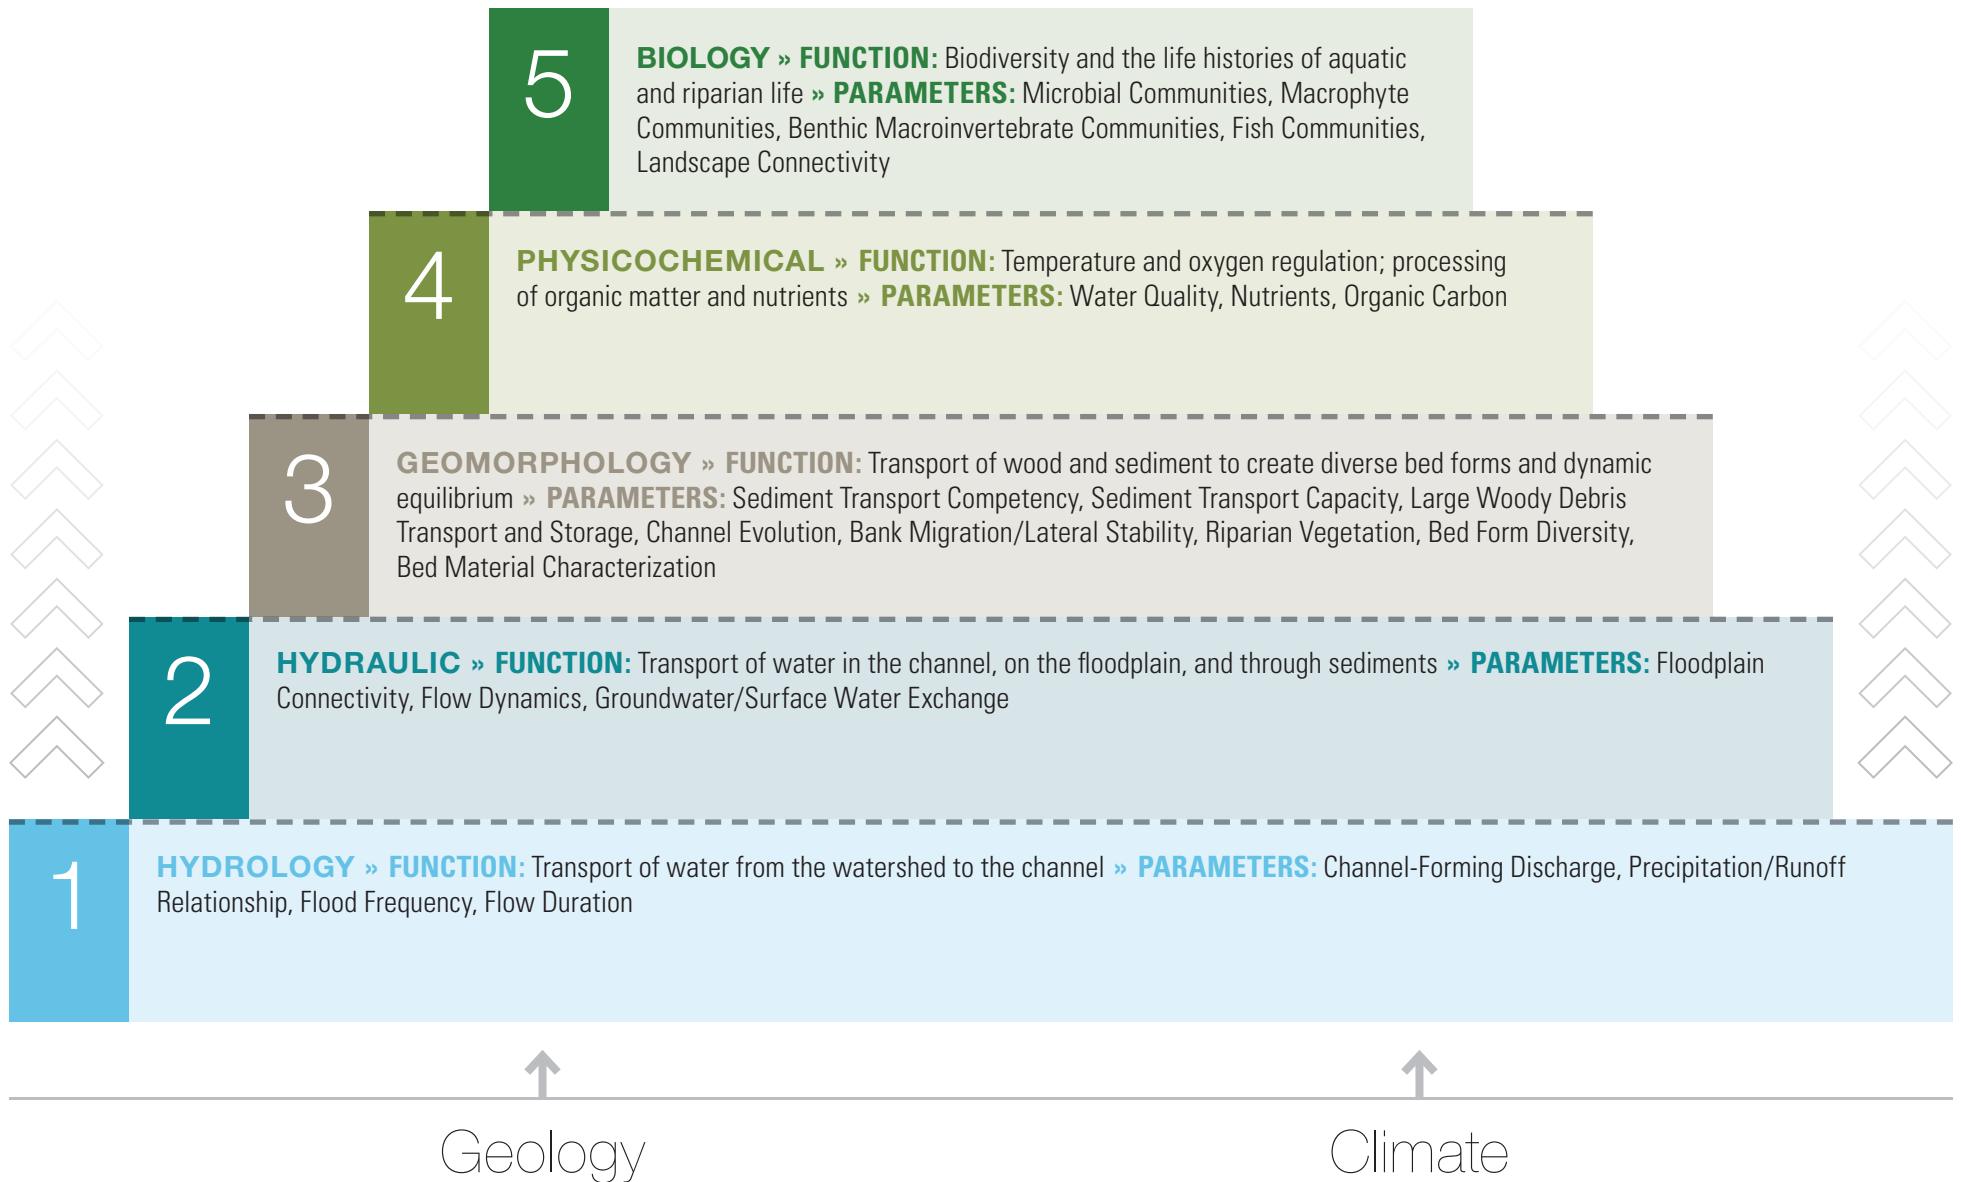 5
BIOLOGY » FUNCTION: Biodiversity and the life histories of aquatic
and riparian life » PARAMETERS: Microbial Communities, Macrophyte
Communities, Benthic Macroinvertebrate Communities, Fish Communities,
Landscape Connectivity
4
PHYSICOCHEMICAL » FUNCTION: Temperature and oxygen regulation; processing
of organic matter and nutrients » PARAMETERS: Water Quality, Nutrients, Organic Carbon
3
GEOMORPHOLOGY » FUNCTION: Transport of wood and sediment to create diverse bed forms and dynamic
equilibrium » PARAMETERS: Sediment Transport Competency, Sediment Transport Capacity, Large Woody Debris
Transport and Storage, Channel Evolution, Bank Migration/Lateral Stability, Riparian Vegetation, Bed Form Diversity,
Bed Material Characterization
2
HYDRAULIC » FUNCTION: Transport of water in the channel, on the floodplain, and through sediments » PARAMETERS: Floodplain
Connectivity, Flow Dynamics, Groundwater/Surface Water Exchange
1
HYDROLOGY » FUNCTION: Transport of water from the watershed to the channel » PARAMETERS: Channel-Forming Discharge, Precipitation/Runoff
Relationship, Flood Frequency, Flow Duration
Geology
Climate